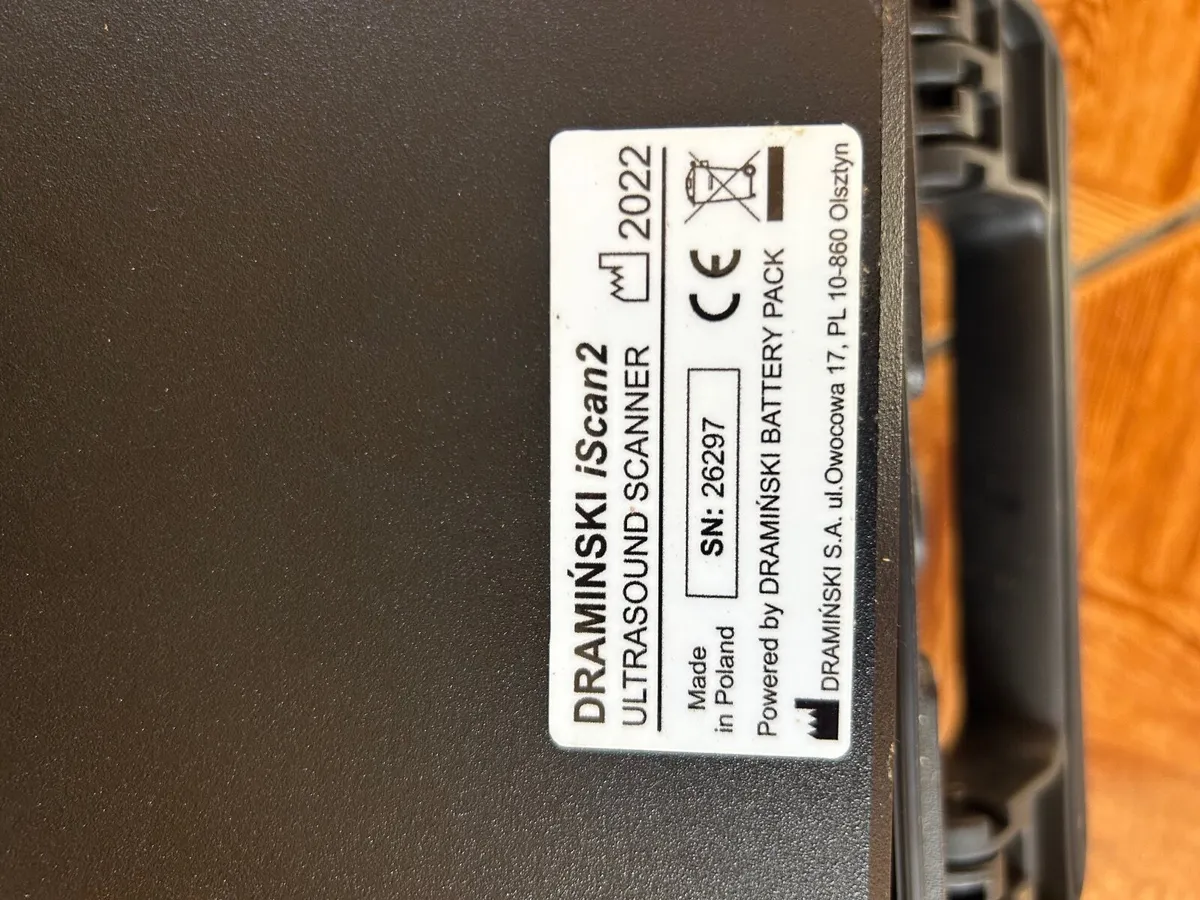 DRAMIŃSKI iScan2
ULTRASOUND SCANNER
2022
Made
in Poland
SN: 26297
CE
Powered by DRAMIŃSKI BATTERY PACK
DRAMIŃSKI S.A. ul.Owocowa 17, PL 10-860 Olsztyn